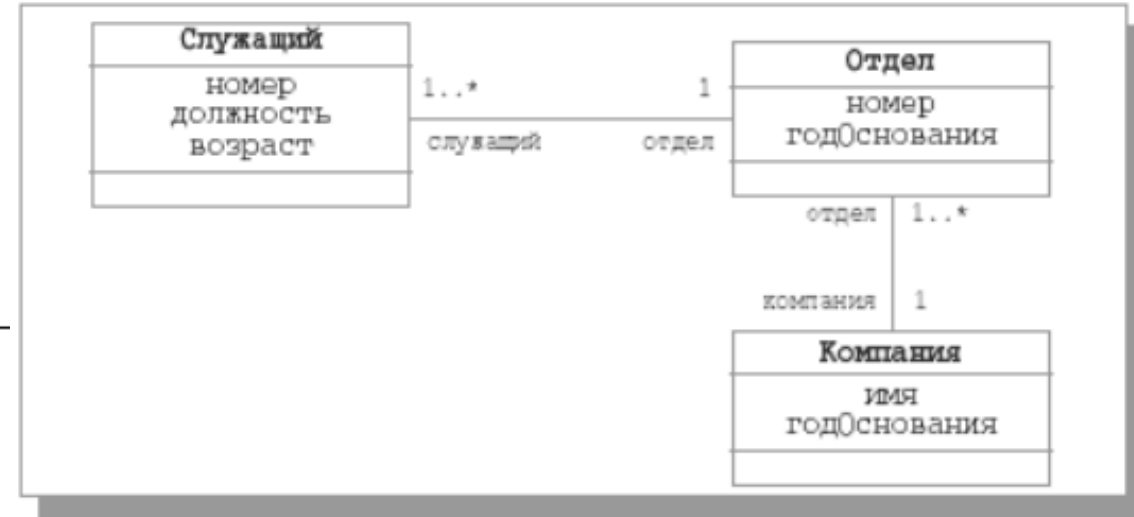 Служащий
номер
должность
возраст
1..*
1
служащий
отдел
Отдел
номер
годОснования
отдел
1..*
компания
1
Компания
имя
годОснования